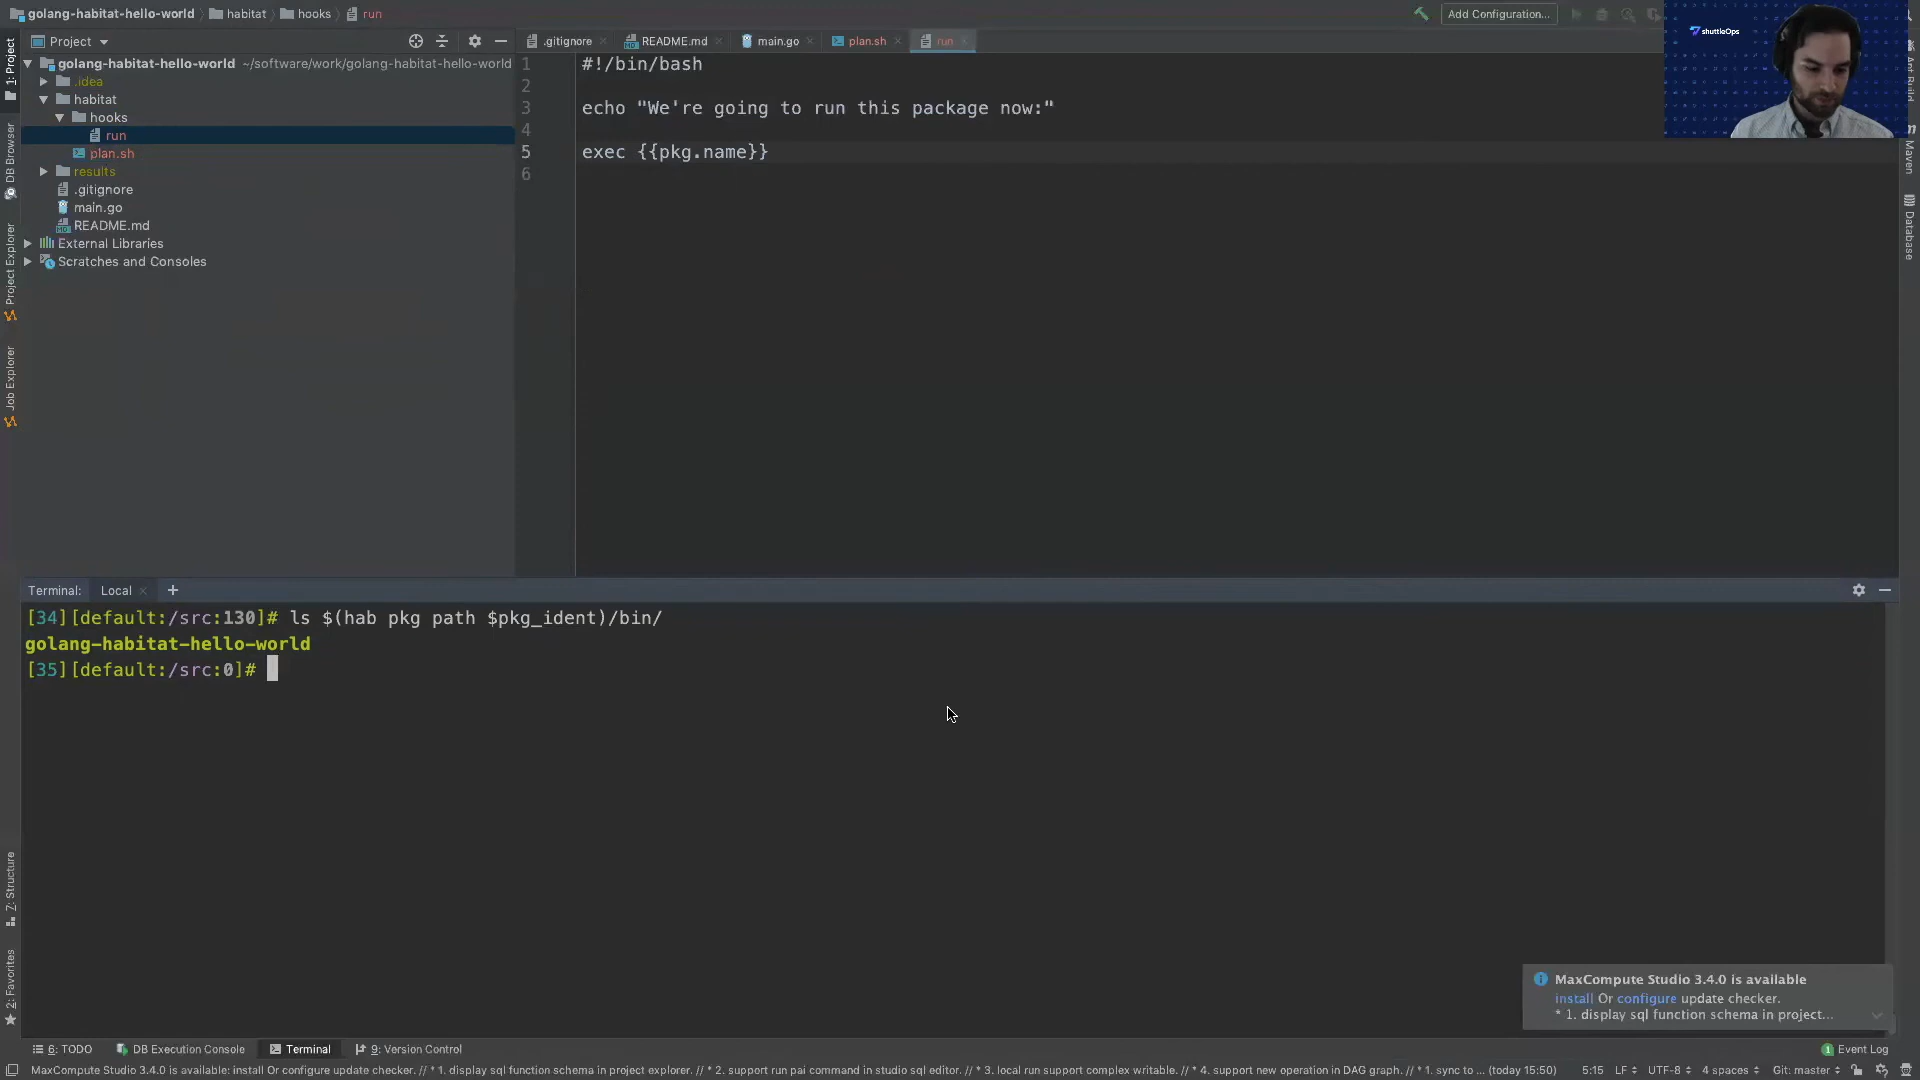 golang-habitat-hello-world
habitat
hooks
run
Add Configuration...
shuttleOps
Project
.gitignore
README.md
main.go
plan.sh
run
golang-habitat-hello-world ~/software/work/golang-habitat-hello-world
.idea
habitat
hooks
run
plan.sh
results
.gitignore
main.go
README.md
External Libraries
Scratches and Consoles
1 #!/bin/bash
2
3 echo "We're going to run this package now:"
4
5 exec {{pkg.name}}
6
1: Project
DB Browser
Project Explorer
Job Explorer
Z: Structure
2: Favorites
Ant Build
Maven
Database
Terminal: Local +
[34][default:/src:130]# ls $(hab pkg path $pkg_ident)/bin/
golang-habitat-hello-world
[35][default:/src:0]#
MaxCompute Studio 3.4.0 is available
install Or configure update checker.
* 1. display sql function schema in project...
6: TODO
DB Execution Console
Terminal
9: Version Control
1 Event Log
MaxCompute Studio 3.4.0 is available: install Or configure update checker. // * 1. display sql function schema in project explorer. // * 2. support run pai command in studio sql editor. // * 3. local run support complex writable. // * 4. support new operation in DAG graph. // * 1. sync to ... (today 15:50)
5:15 LF UTF-8 4 spaces Git: master